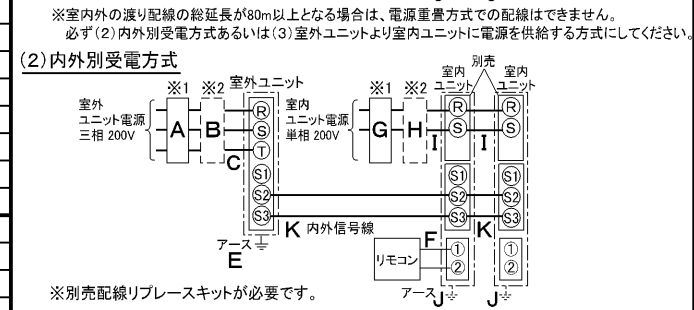 ※室内外の渡り配線の総延長が80m以上となる場合は、電源重畳方式での配線はできません。
必ず(2)内外別受電方式あるいは(3)室外ユニットより室内ユニットに電源を供給する方式にしてください。
(2)内外別受電方式
※1 ※2 室外ユニット ※1 ※2 室内ユニット 別売 室内ユニット
室外
ユニット電源
三相 200V
A B C R S T S1 S2 S3
室内
ユニット電源
単相 200V
G H I R S I R S
S1 S2 S3 S1 S2 S3
K 内外信号線 K
アース E
リモコン F ① ② ① ②
アース J J
※別売配線リプレースキットが必要です。